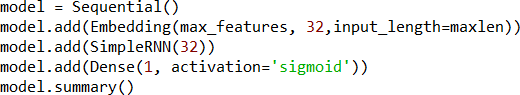 model = Sequential()
model.add(Embedding(max_features, 32,input_length=maxlen))
model.add(SimpleRNN(32))
model.add(Dense(1, activation='sigmoid'))
model.summary()